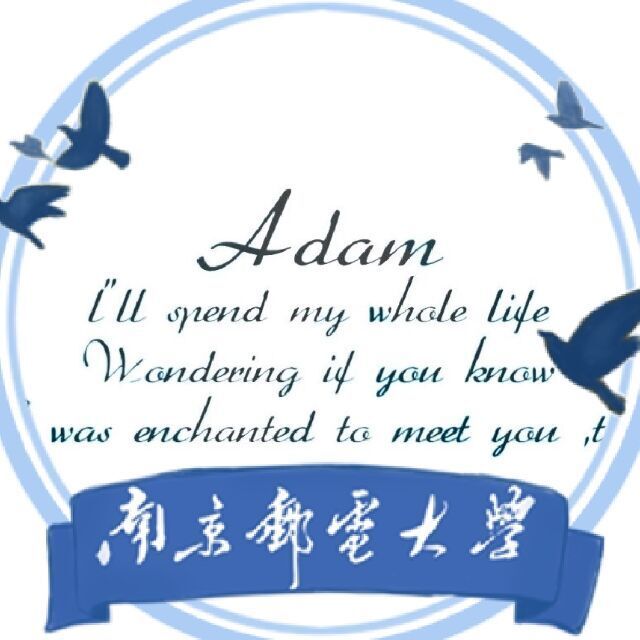 Adam
I"ll spend my whole life
Wondering if you know
was enchanted to meet you ,t
南京郵電大學